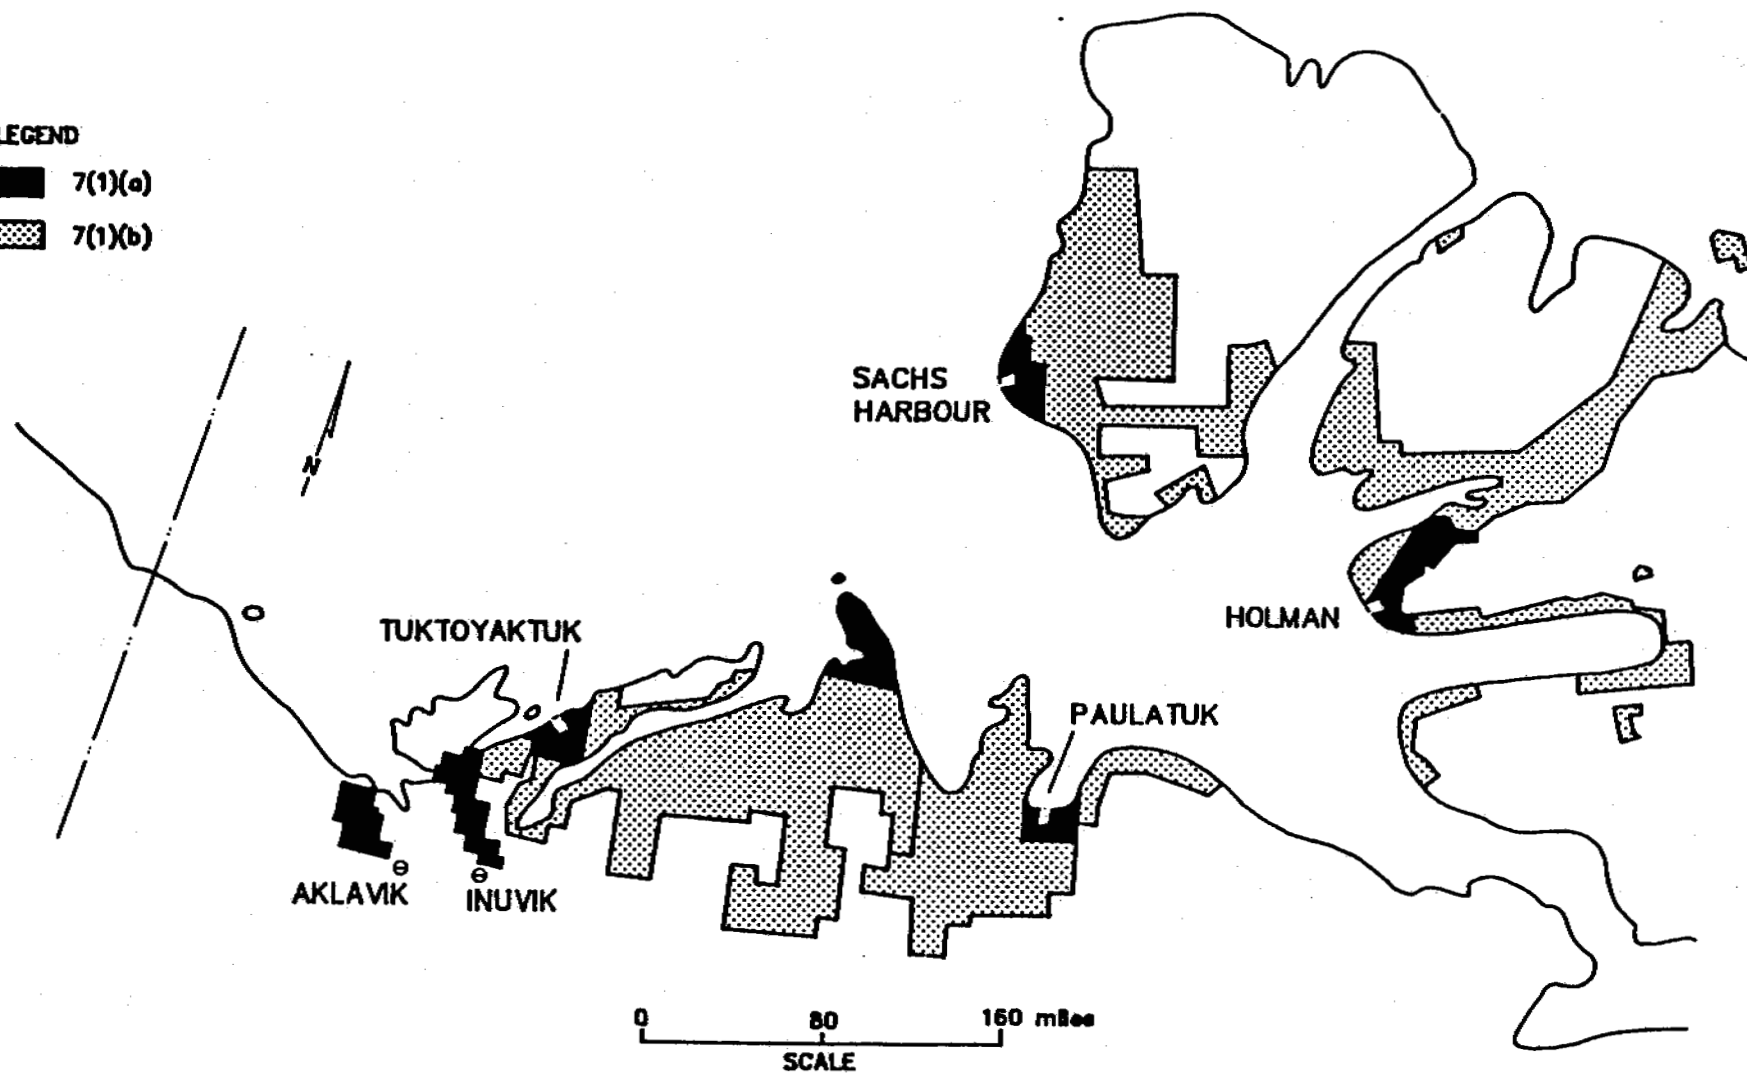 LEGEND
7(1)(a)
7(1)(b)
SACHS
HARBOUR
N
TUKTOYAKTUK
HOLMAN
PAULATUK
AKLAVIK
INUVIK
0 80 160 miles
SCALE